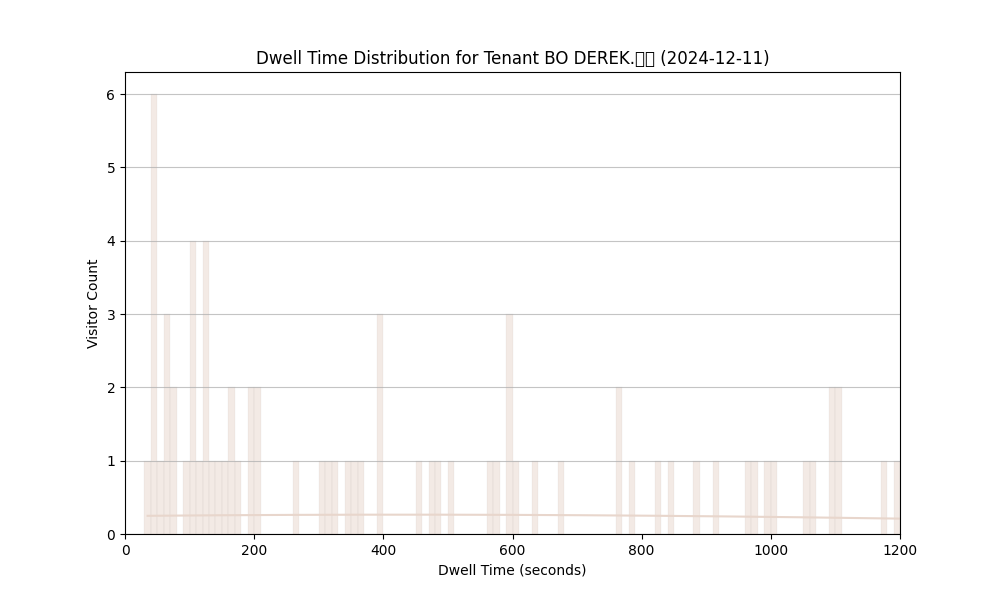 Dwell Time Distribution for Tenant BO DEREK.▯▯ (2024-12-11)
6
5
4
3
2
1
0
Visitor Count
0 200 400 600 800 1000 1200
Dwell Time (seconds)